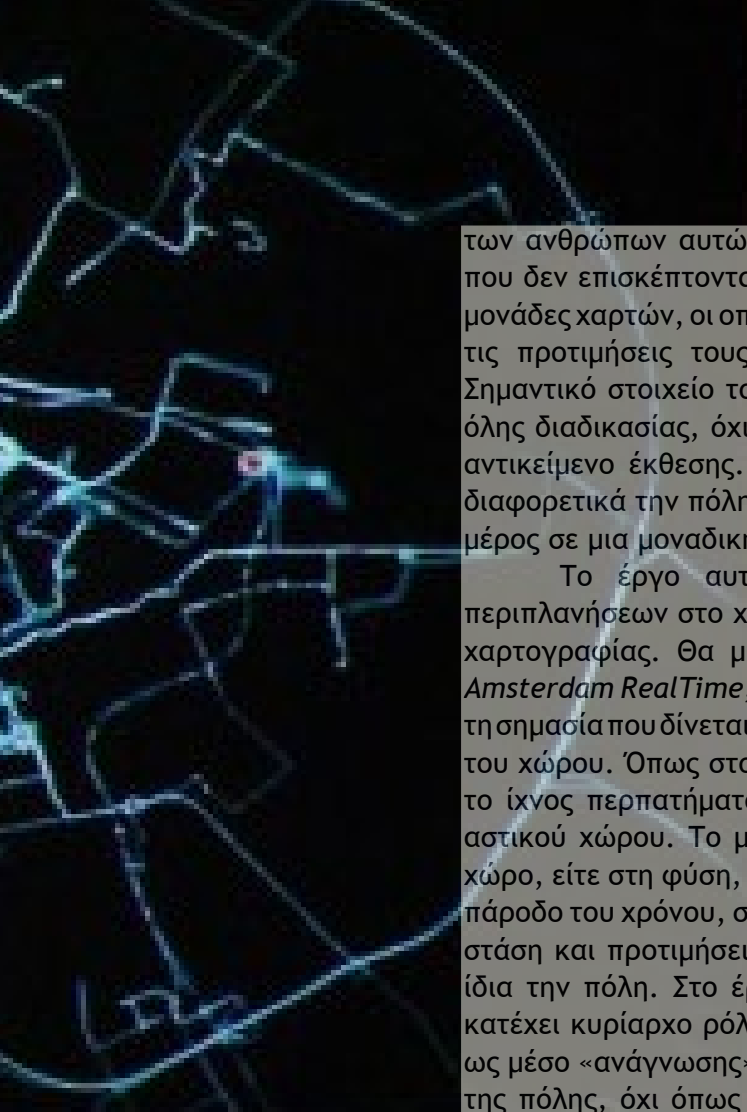 των ανθρώπων αυτώ
που δεν επισκέπτοντα
μονάδες χαρτών, οι οπ
τις προτιμήσεις τους
Σημαντικό στοιχείο το
όλης διαδικασίας, όχι
αντικείμενο έκθεσης.
διαφορετικά την πόλη
μέρος σε μια μοναδικ
Το έργο αυτ
περιπλανήσεων στο χ
χαρτογραφίας. Θα μ
Amsterdam RealTime,
τη σημασία που δίνεται
του χώρου. Όπως στο
το ίχνος περπατήματ
αστικού χώρου. Το μ
χώρο, είτε στη φύση,
πάροδο του χρόνου, σ
στάση και προτιμήσει
ίδια την πόλη. Στο έρ
κατέχει κυρίαρχο ρόλ
ως μέσο «ανάγνωσης»
της πόλης, όχι όπως